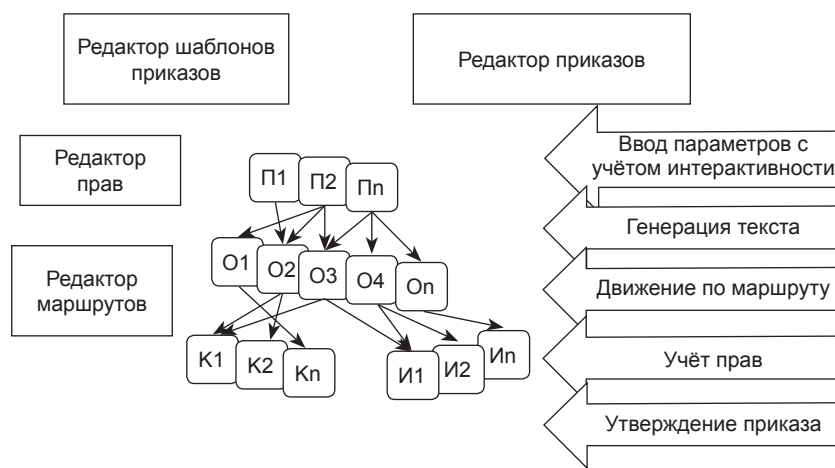 Редактор шаблонов
приказов
Редактор приказов
Редактор
прав
Ввод параметров с
учётом интерактивности
П1 П2 Пn
Генерация текста
Редактор
маршрутов
О1 О2 О3 О4 Оn
Движение по маршруту
К1 К2 Кn
И1 И2 Иn
Учёт прав
Утверждение приказа